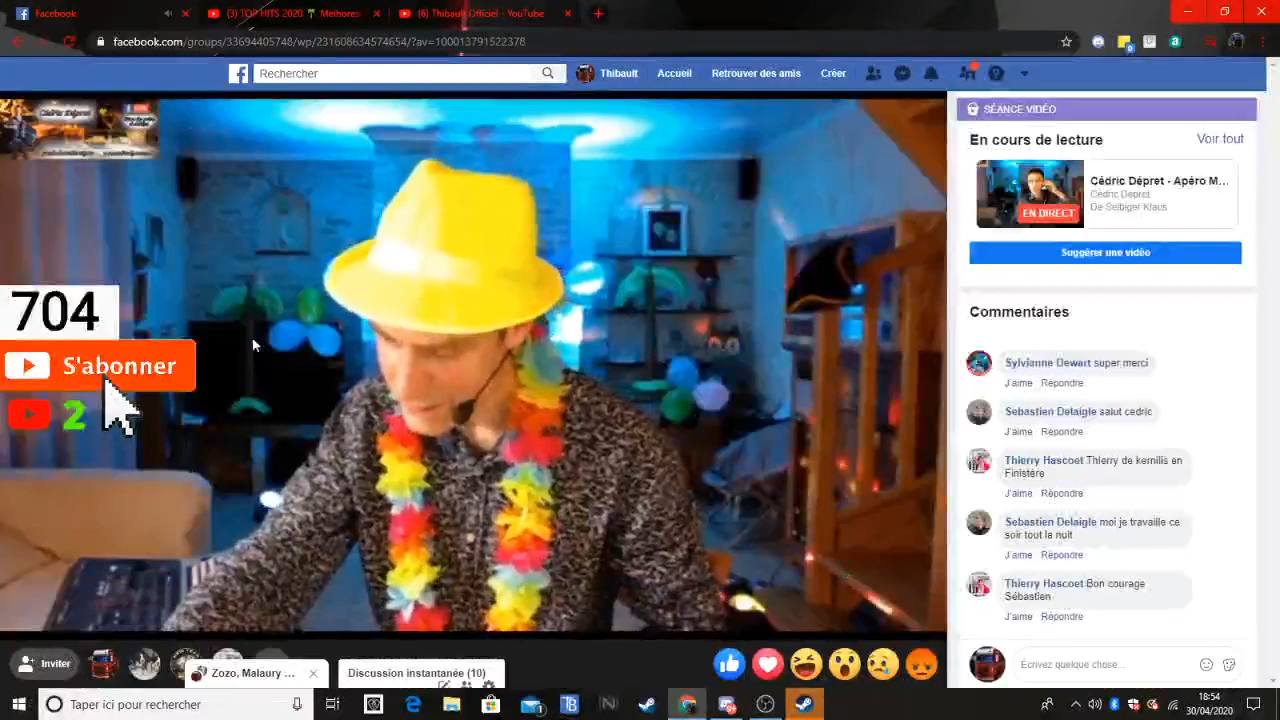 Facebook
(3) TOP HITS 2020 🌴 Melhores
(6) Thibault Officiel - YouTube
facebook.com/groups/33694405748/wp/231608634574654/?av=100013791522378
Rechercher
Thibault
Accueil
Retrouver des amis
Créer
SÉANCE VIDÉO
En cours de lecture
Voir tout
Cédric Dépret - Apéro M...
Cédric Dépret
De Selbiger Klaus
EN DIRECT
Suggérer une vidéo
704
S'abonner
2
Commentaires
Sylvianne Dewart super merci
J'aime Répondre
Sebastien Delaigle salut cedric
J'aime Répondre
Thierry Hascoet Thierry de kernilis en
Finistère
J'aime Répondre
Sebastien Delaigle moi je travaille ce
soir tout la nuit
J'aime Répondre
Thierry Hascoet Bon courage
Sébastien
J'aime Répondre
Inviter
Zozo, Malaury ...
Discussion instantanée (10)
Écrivez quelque chose...
Taper ici pour rechercher
18:54
30/04/2020